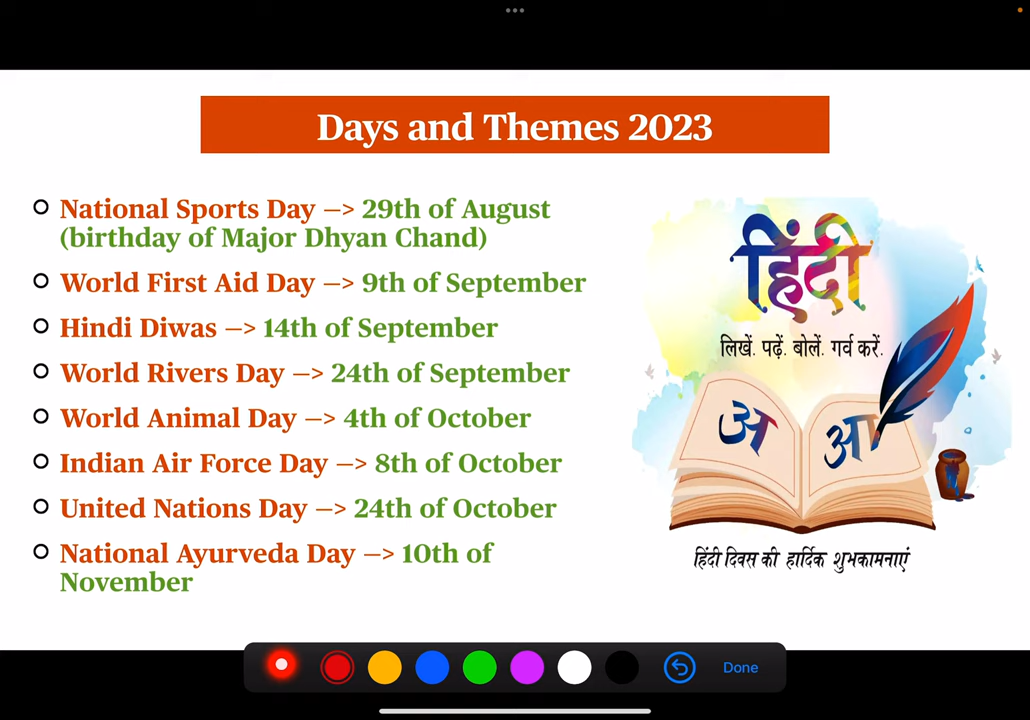 Days and Themes 2023
National Sports Day —> 29th of August
(birthday of Major Dhyan Chand)
World First Aid Day —> 9th of September
Hindi Diwas —> 14th of September
World Rivers Day —> 24th of September
World Animal Day —> 4th of October
Indian Air Force Day —> 8th of October
United Nations Day —> 24th of October
National Ayurveda Day —> 10th of
November
हिंदी
लिखें. पढ़ें. बोलें. गर्व करें.
अ आ
हिंदी दिवस की हार्दिक शुभकामनाएं
Done